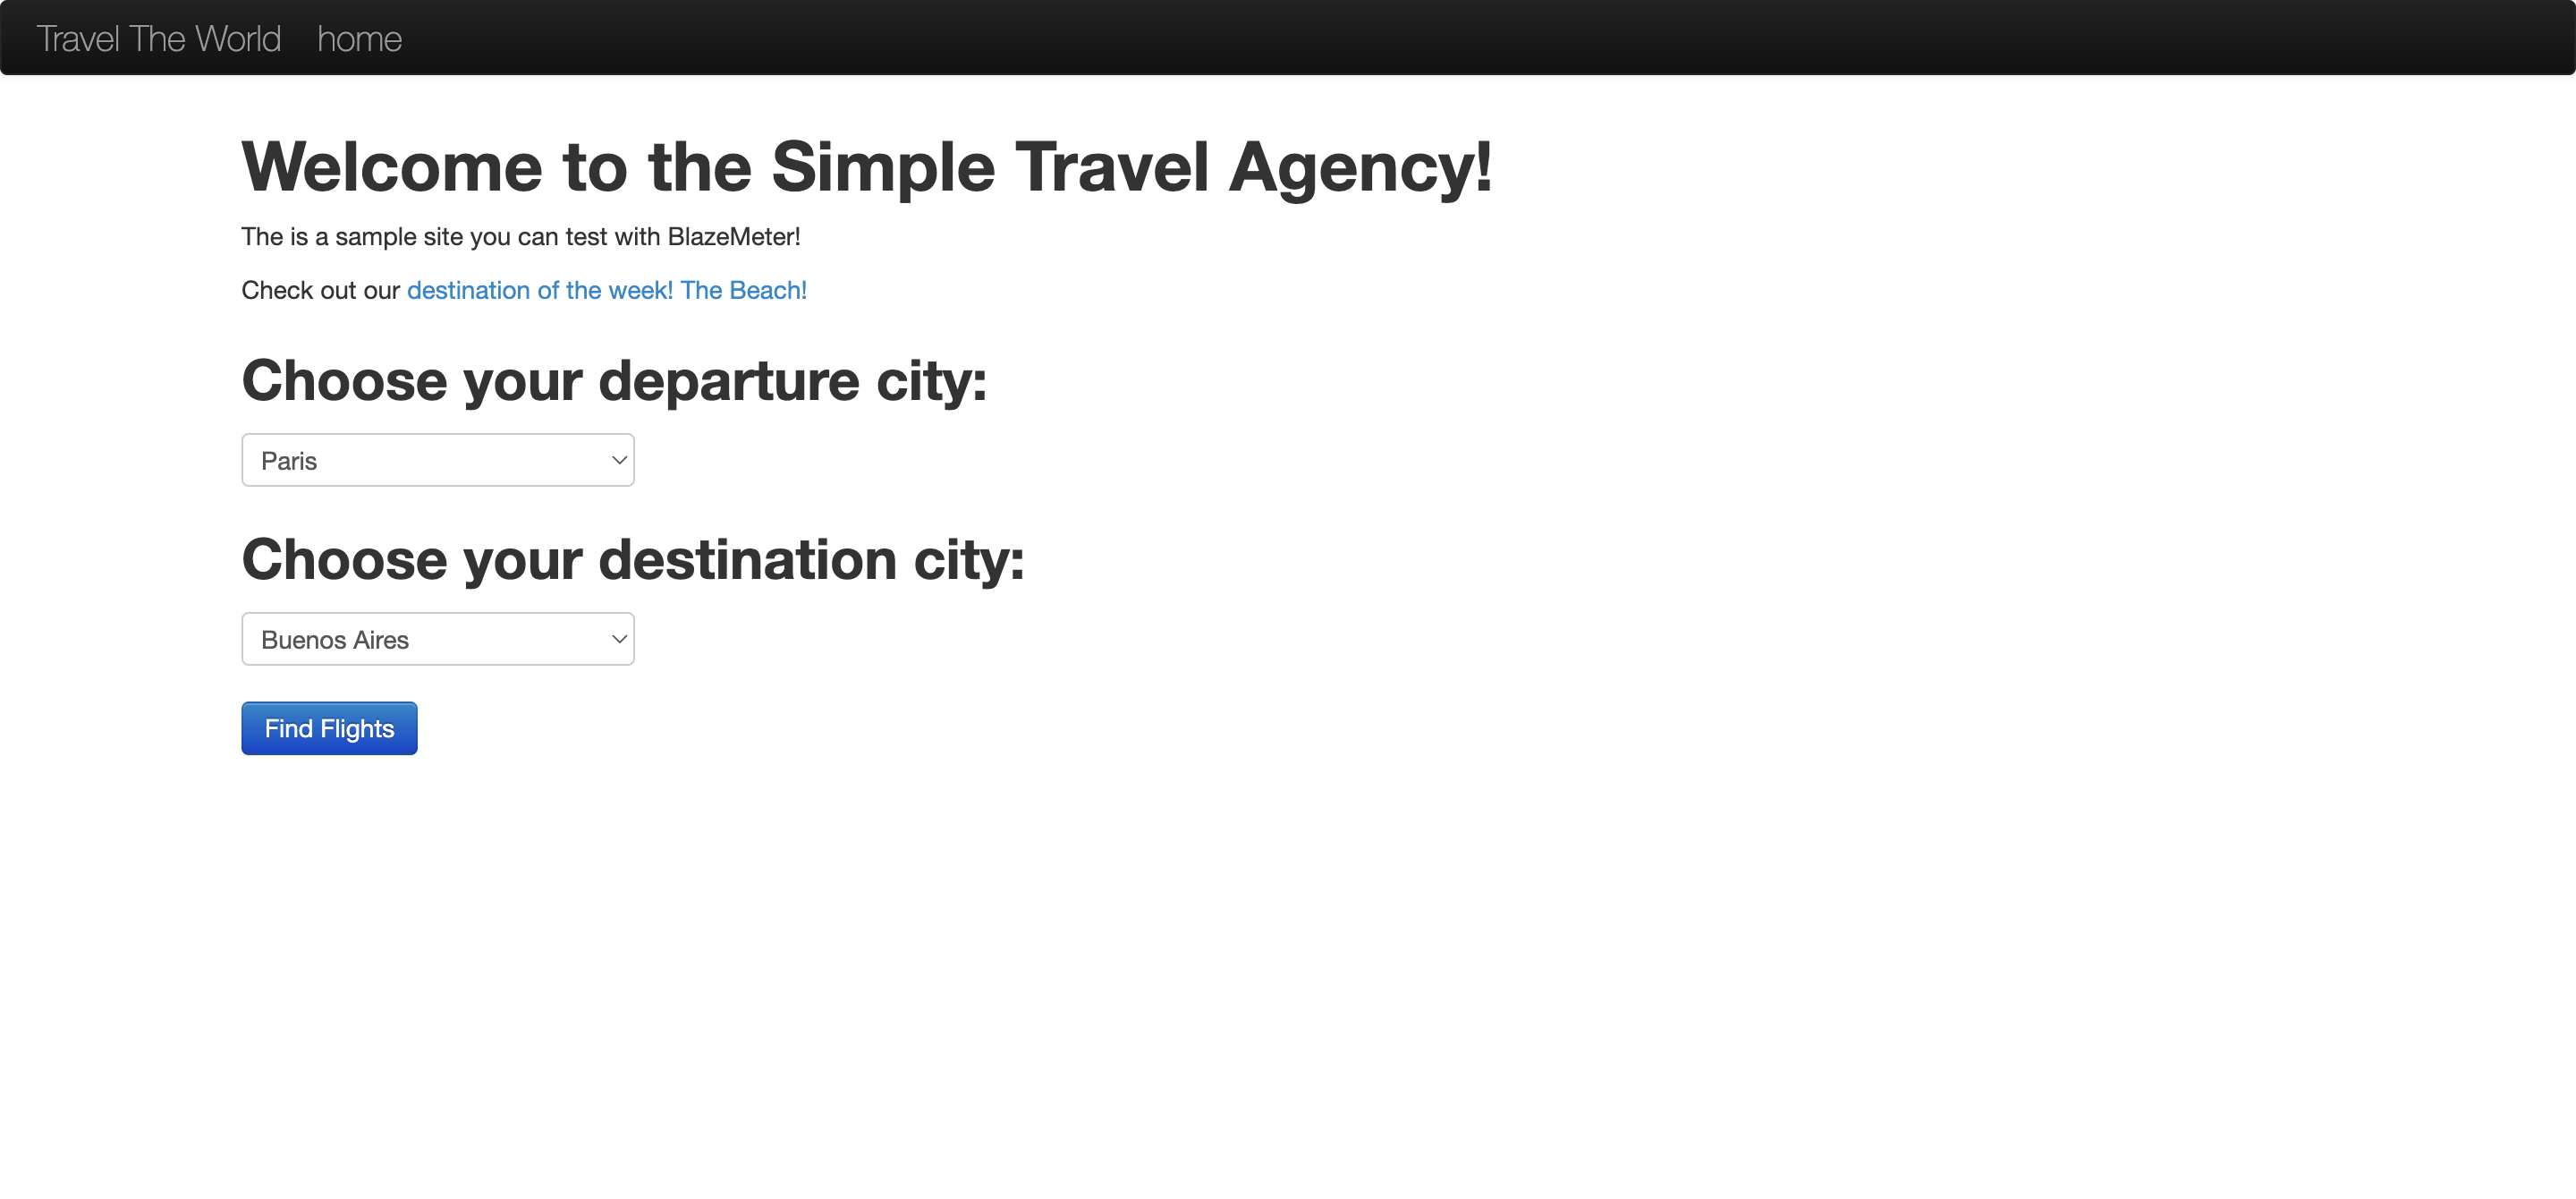 Travel The World home
Welcome to the Simple Travel Agency!
The is a sample site you can test with BlazeMeter!
Check out our destination of the week! The Beach!
Choose your departure city:
Paris
Choose your destination city:
Buenos Aires
Find Flights